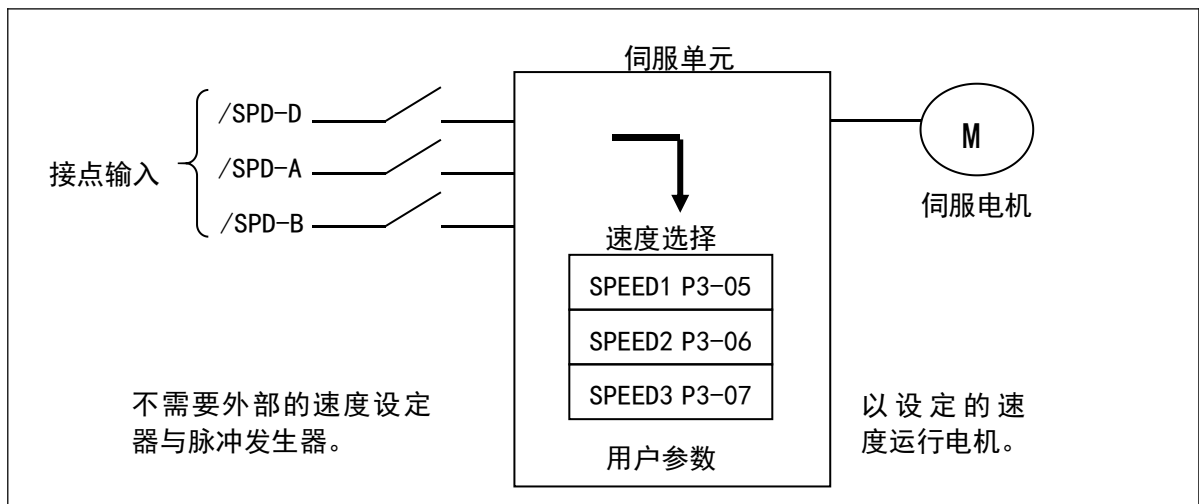 伺服单元
/SPD-D
/SPD-A
/SPD-B
接点输入
M
伺服电机
速度选择
SPEED1 P3-05
SPEED2 P3-06
SPEED3 P3-07
用户参数
不需要外部的速度设定
器与脉冲发生器。
以设定的速
度运行电机。